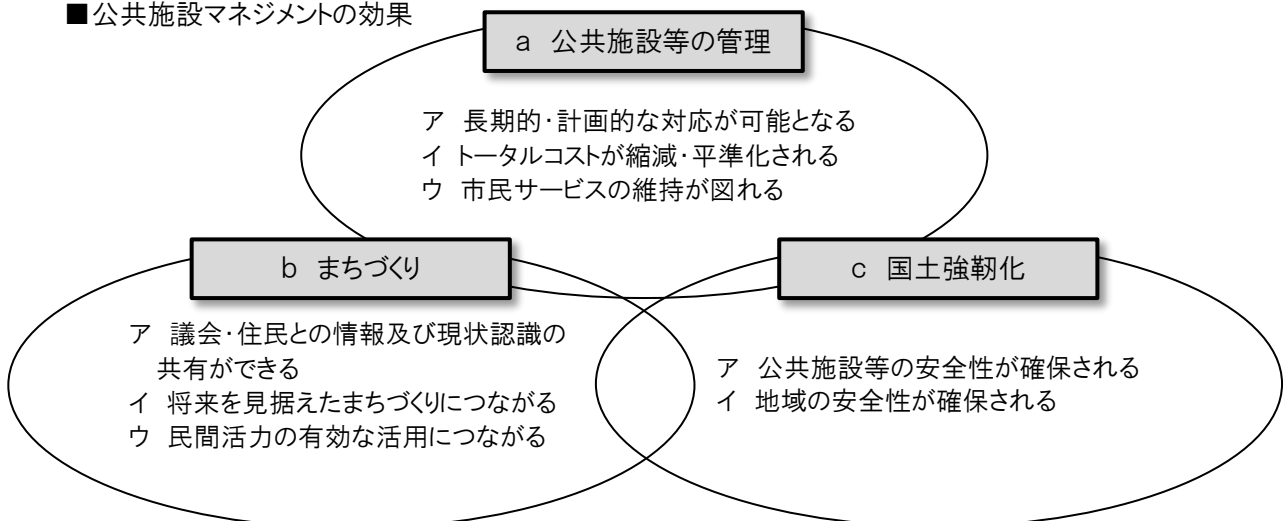 ■公共施設マネジメントの効果
a 公共施設等の管理
ア 長期的・計画的な対応が可能となる
イ トータルコストが縮減・平準化される
ウ 市民サービスの維持が図れる
b まちづくり
ア 議会・住民との情報及び現状認識の
共有ができる
イ 将来を見据えたまちづくりにつながる
ウ 民間活力の有効な活用につながる
c 国土強靭化
ア 公共施設等の安全性が確保される
イ 地域の安全性が確保される